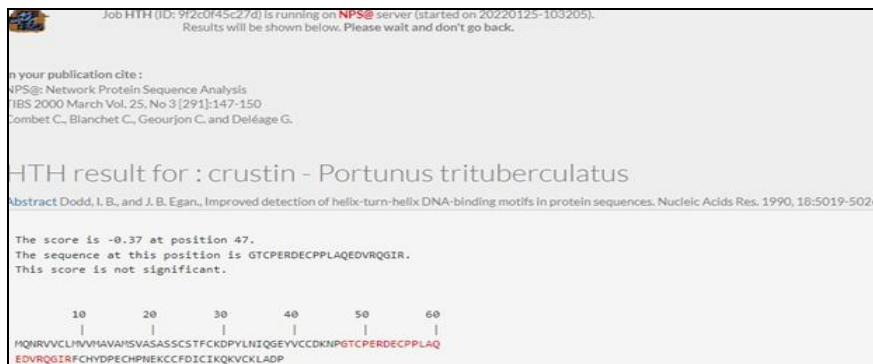 Job HTH (ID: 9f2c0f45c27d) is running on NPS@ server (started on 20220125-103205).
Results will be shown below. Please wait and don't go back.
n your publication cite :
NPS@: Network Protein Sequence Analysis
TIBS 2000 March Vol. 25, No 3 [291]:147-150
Combet C., Blanchet C., Geourjon C. and Deléage G.
HTH result for : crustin - Portunus trituberculatus
Abstract Dodd, I. B., and J. B. Egan., Improved detection of helix-turn-helix DNA-binding motifs in protein sequences. Nucleic Acids Res. 1990, 18:5019-502
The score is -0.37 at position 47.
The sequence at this position is GTCPERDECPPLAQEDVRQGIR.
This score is not significant.
10 20 30 40 50 60
| | | | | |
MQNRVVCLMVVMAVAMSVASASSCSTFCKDPYLNIQGEYVCCDKNPGTCPERDECPPLAQ
EDVRQGIRFCHYDPECHPNEKCCFDICIKQKVCKLADP